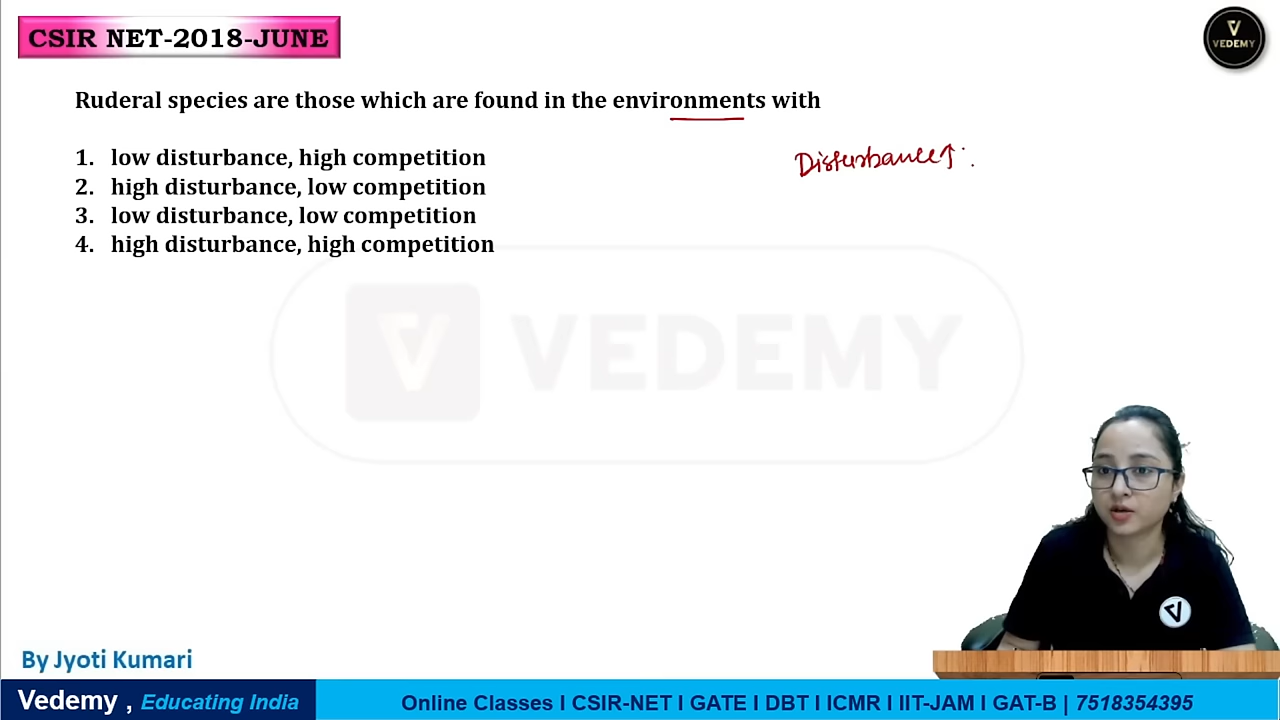 CSIR NET-2018-JUNE
V
VEDEMY
Ruderal species are those which are found in the environments with
1. low disturbance, high competition
2. high disturbance, low competition
3. low disturbance, low competition
4. high disturbance, high competition
Disturbance↑
VEDEMY
By Jyoti Kumari
Vedemy , Educating India
Online Classes I CSIR-NET I GATE I DBT I ICMR I IIT-JAM I GAT-B | 7518354395